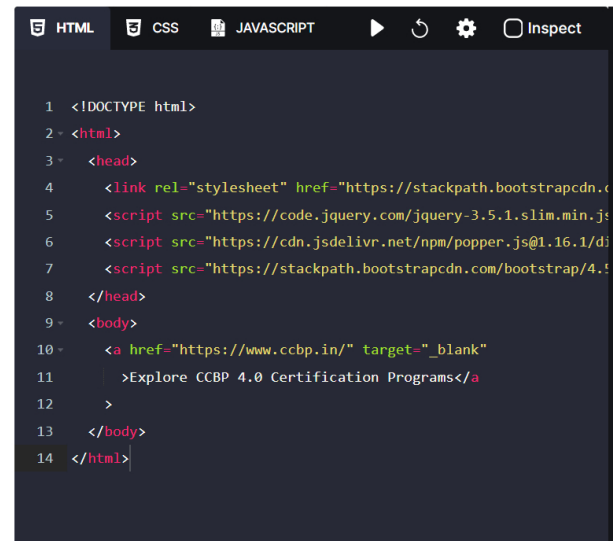 HTML CSS JAVASCRIPT Inspect
1 <!DOCTYPE html>
2 <html>
3 <head>
4 <link rel="stylesheet" href="https://stackpath.bootstrapcdn.
5 <script src="https://code.jquery.com/jquery-3.5.1.slim.min.js
6 <script src="https://cdn.jsdelivr.net/npm/popper.js@1.16.1/di
7 <script src="https://stackpath.bootstrapcdn.com/bootstrap/4.5
8 </head>
9 <body>
10 <a href="https://www.ccbp.in/" target="_blank"
11 >Explore CCBP 4.0 Certification Programs</a
12 >
13 </body>
14 </html>